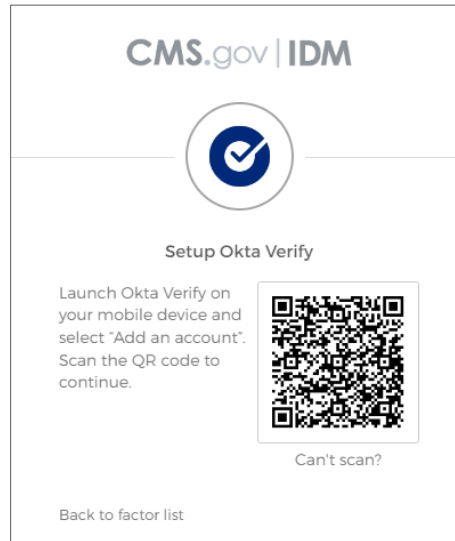 CMS.gov | IDM
Setup Okta Verify
Launch Okta Verify on
your mobile device and
select "Add an account".
Scan the QR code to
continue.
Can't scan?
Back to factor list